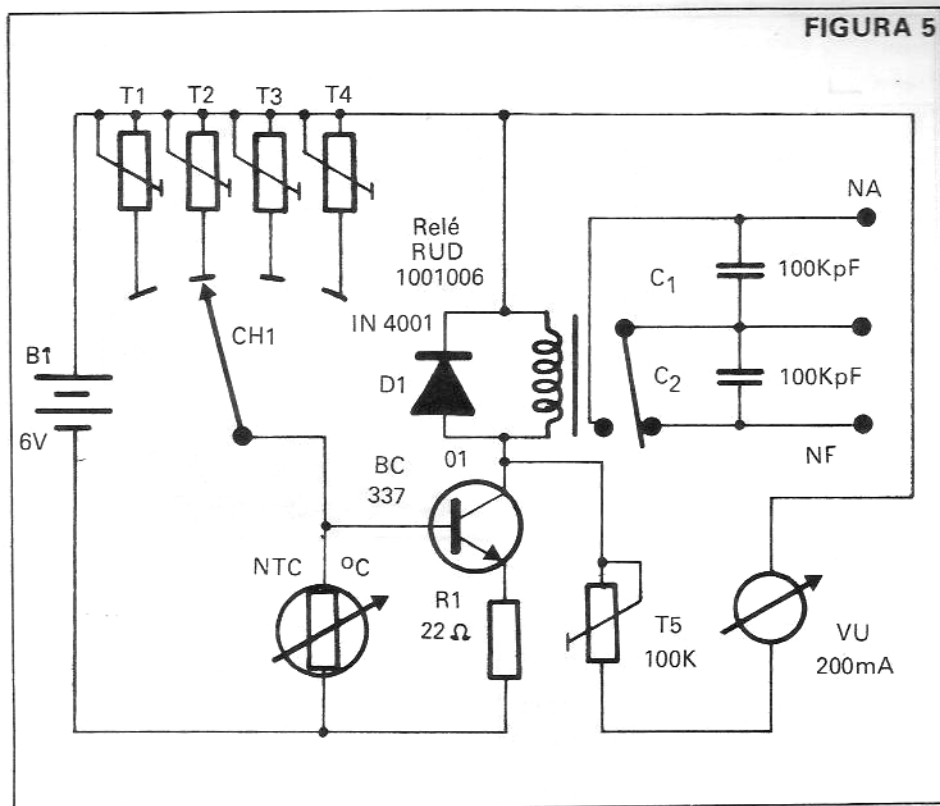 FIGURA 5
T1
T2
T3
T4
NA
Relé
RUD
1001006
C1
100KpF
IN 4001
CH1
B1
D1
C2
100KpF
6V
01
NF
BC
337
NTC
ºC
R1
22 Ω
T5
100K
VU
200mA